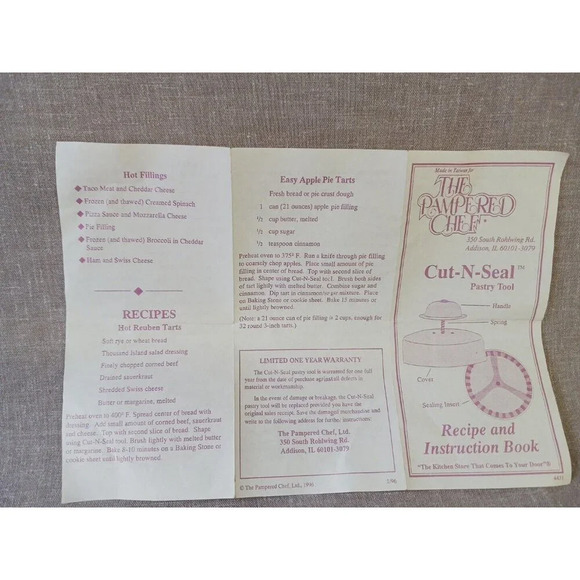 Hot Fillings
Taco Meat and Cheddar Cheese
Frozen (and thawed) Creamed Spinach
Pizza Sauce and Mozzarella Cheese
Pie Filling
Frozen (and thawed) Broccoli in Cheddar
Sauce
Ham and Swiss Cheese
RECIPES
Hot Reuben Tarts
Soft rye or wheat bread
Thousand Island salad dressing
Finely chopped corned beef
Drained sauerkraut
Shredded Swiss cheese
Butter or margarine, melted
Preheat oven to 400° F. Spread center of bread with
dressing. Add small amount of corned beef, sauerkraut
and cheese. Top with second slice of bread. Shape
using Cut-N-Seal tool. Brush lightly with melted butter
or margarine. Bake 8-10 minutes on a Baking Stone or
cookie sheet until lightly browned.
Easy Apple Pie Tarts
Fresh bread or pie crust dough
1 can (21 ounces) apple pie filling
1/2 cup butter, melted
1/2 cup sugar
1/2 teaspoon cinnamon
Preheat oven to 375° F. Run a knife through pie filling
to coarsely chop apples. Place small amount of pie
filling in center of bread. Top with second slice of
bread. Shape using Cut-N-Seal tool. Brush both sides
of tart lightly with melted butter. Combine sugar and
cinnamon. Dip tart in cinnamon to mixture. Place
on Baking Stone or cookie sheet. Bake 15 minutes or
until lightly browned.
(Note: a 21 ounce can of pie filling = 2 cups, enough for
32 round 3-inch tarts.)
LIMITED ONE YEAR WARRANTY
The Cut-N-Seal pastry tool is warranted for one full
year from the date of purchase against all defects in
material or workmanship.
In the event of damage or breakage, the Cut-N-Seal
pastry tool will be replaced provided you have the
original sales receipt. Save the damaged merchandise and
write to the following address for further instructions:
The Pampered Chef, Ltd.
350 South Rohlwing Rd.
Addison, IL 60101-3079
© The Pampered Chef, Ltd., 1996
5/96
Made in Taiwan for
THE
PAMPERED
CHEF
350 South Rohlwing Rd.
Addison, IL 60101-3079
Cut-N-Seal™
Pastry Tool
Handle
Spring
Cutter
Sealing Insert
Recipe and
Instruction Book
"The Kitchen Store That Comes To Your Door"®